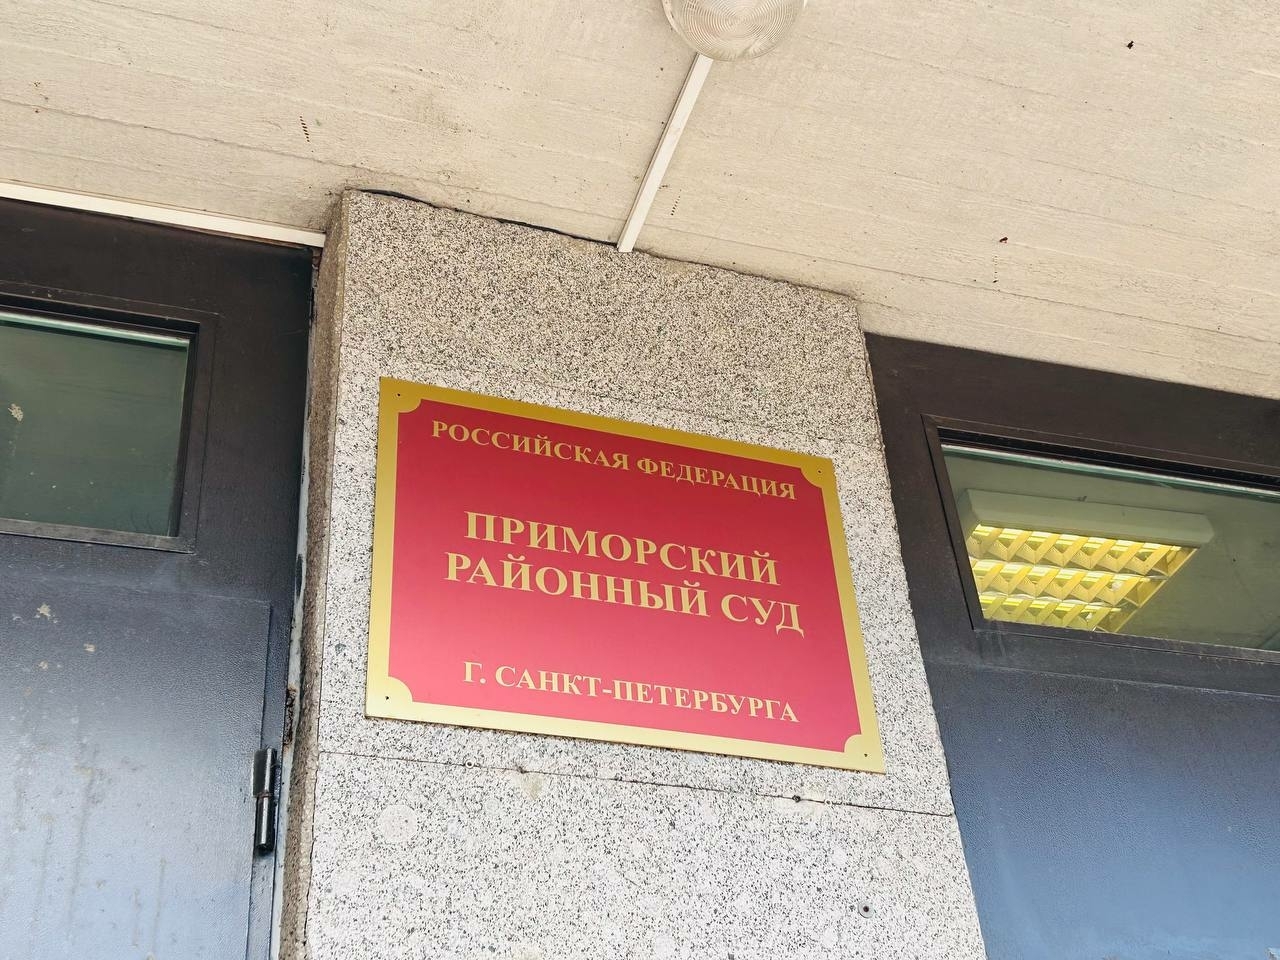 РОССИЙСКАЯ ФЕДЕРАЦИЯ
ПРИМОРСКИЙ
РАЙОННЫЙ СУД
Г. САНКТ-ПЕТЕРБУРГА